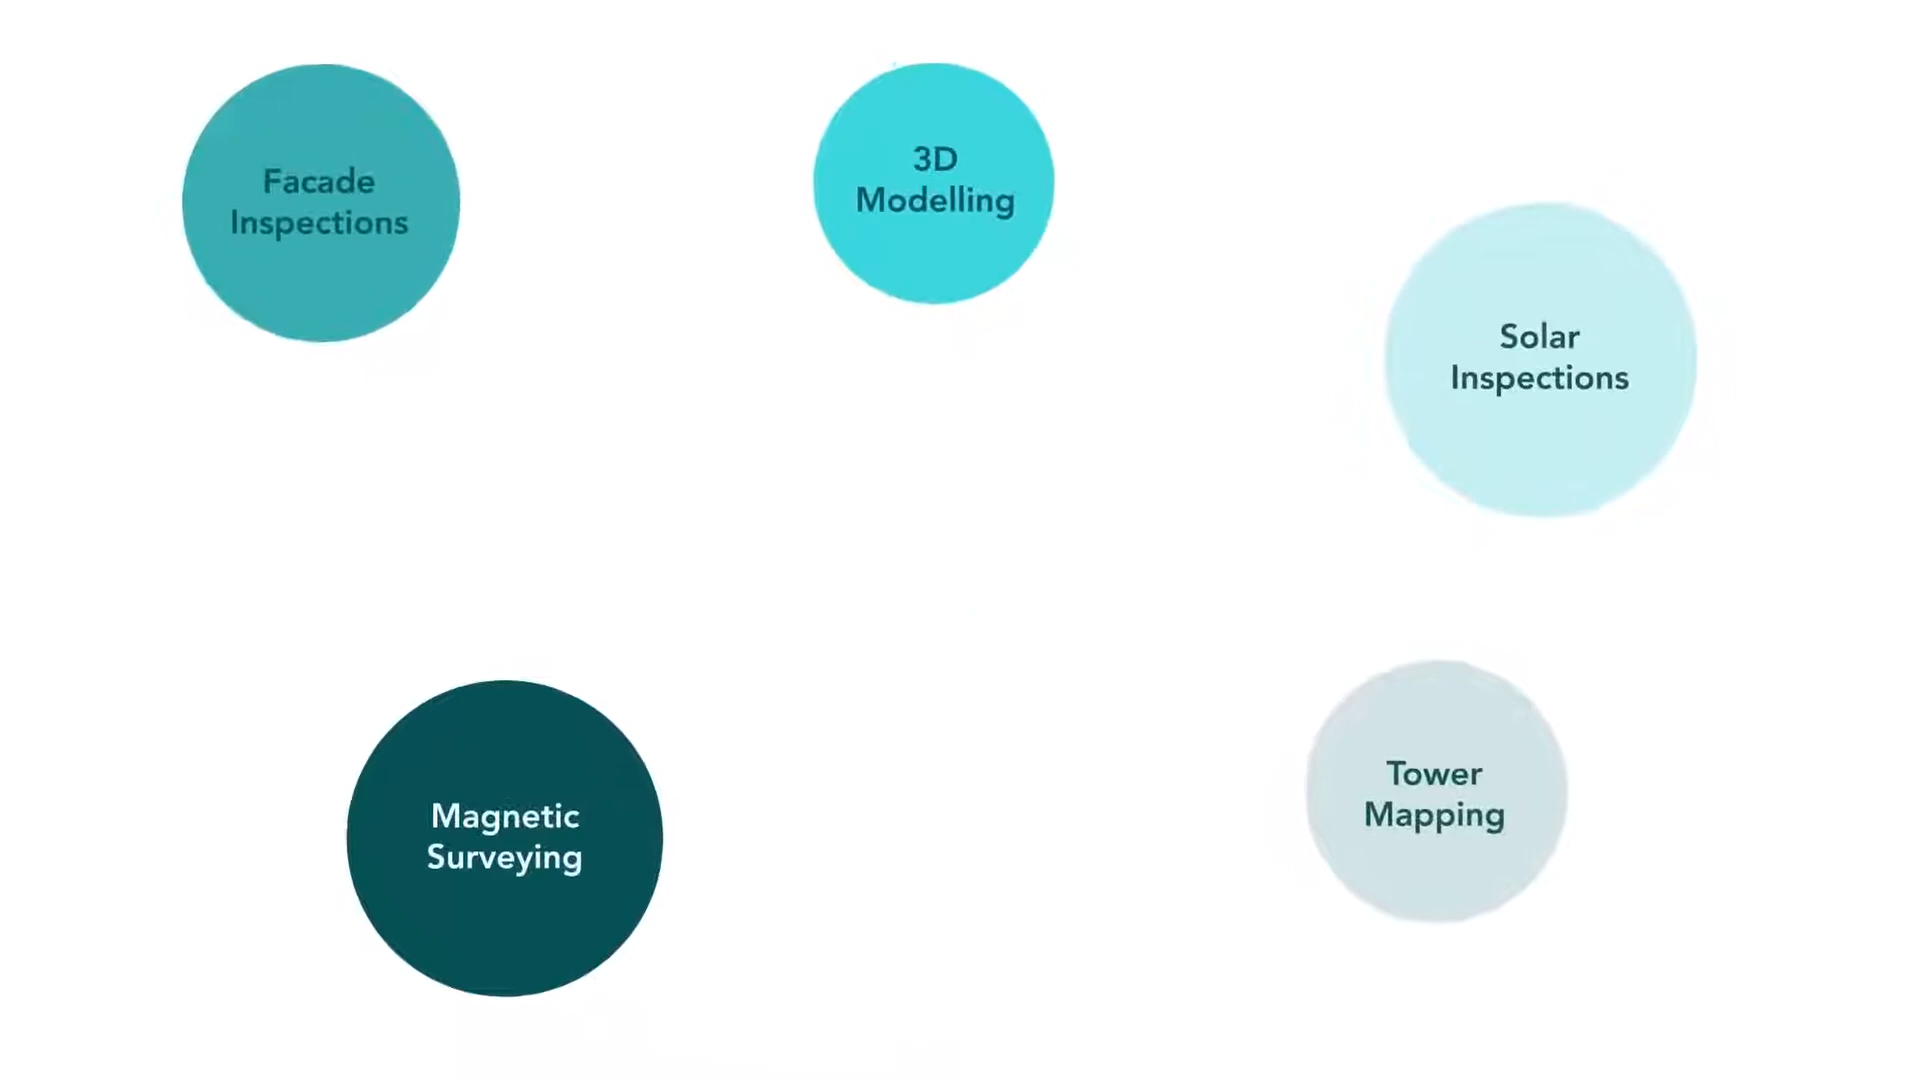 Facade
Inspections
3D
Modelling
Solar
Inspections
Magnetic
Surveying
Tower
Mapping